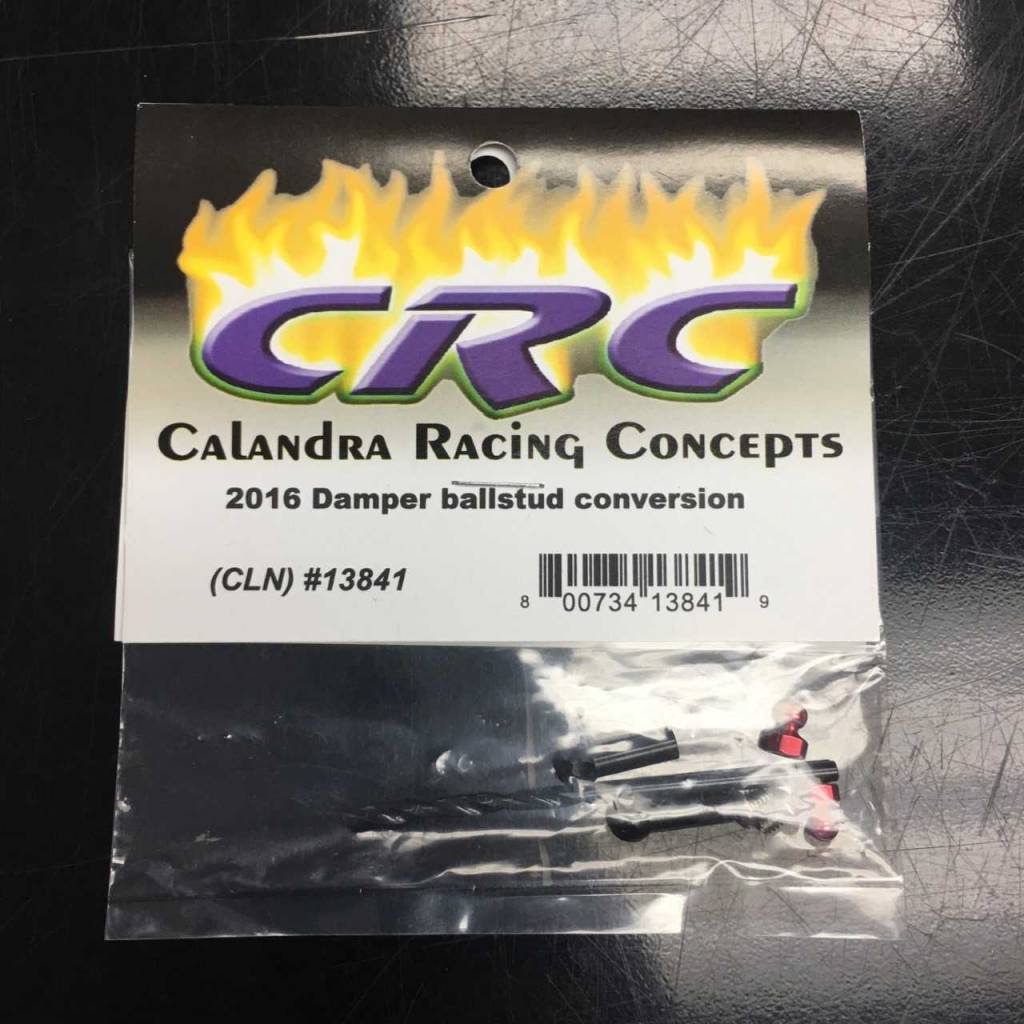 CRC
Calandra Racing Concepts
2016 Damper ballstud conversion
(CLN) #13841
8 00734 13841 9